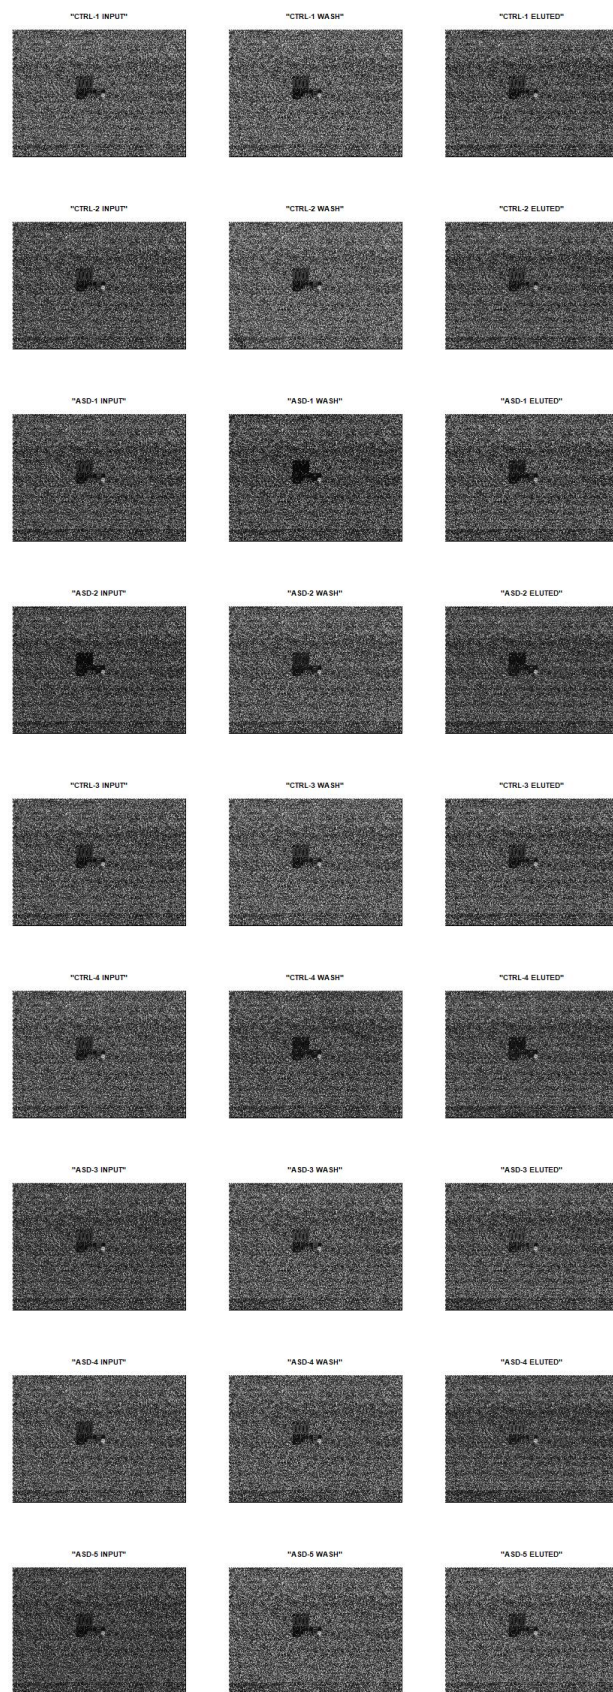 "CTRL-1 INPUT" "CTRL-1 WASH" "CTRL-1 ELUTED"
"CTRL-2 INPUT" "CTRL-2 WASH" "CTRL-2 ELUTED"
"ASD-1 INPUT" "ASD-1 WASH" "ASD-1 ELUTED"
"ASD-2 INPUT" "ASD-2 WASH" "ASD-2 ELUTED"
"CTRL-3 INPUT" "CTRL-3 WASH" "CTRL-3 ELUTED"
"CTRL-4 INPUT" "CTRL-4 WASH" "CTRL-4 ELUTED"
"ASD-3 INPUT" "ASD-3 WASH" "ASD-3 ELUTED"
"ASD-4 INPUT" "ASD-4 WASH" "ASD-4 ELUTED"
"ASD-5 INPUT" "ASD-5 WASH" "ASD-5 ELUTED"